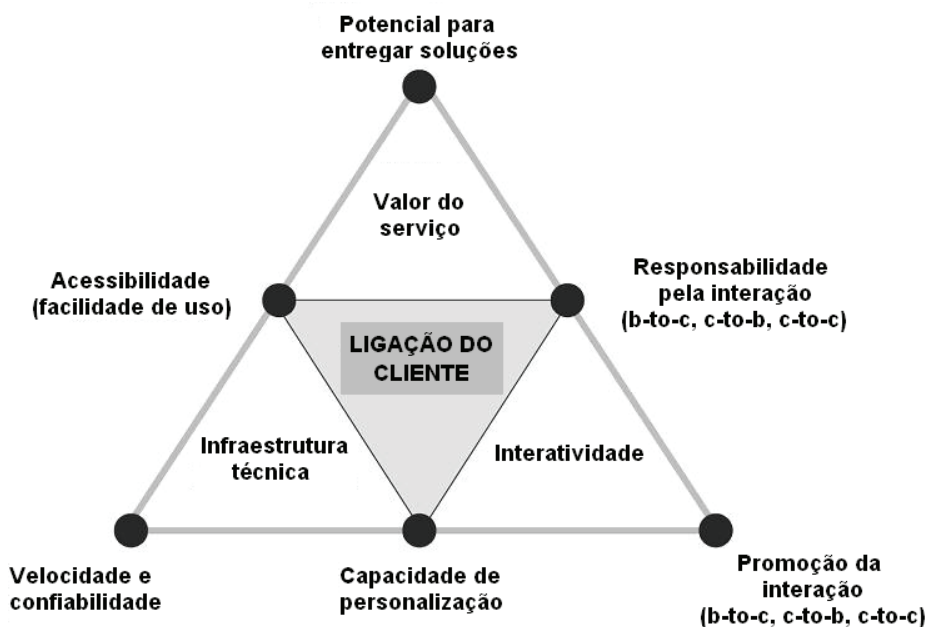 Potencial para
entregar soluções
Valor do
serviço
Acessibilidade
(facilidade de uso)
Responsabilidade
pela interação
(b-to-c, c-to-b, c-to-c)
LIGAÇÃO DO
CLIENTE
Infraestrutura
técnica
Interatividade
Velocidade e
confiabilidade
Capacidade de
personalização
Promoção da
interação
(b-to-c, c-to-b, c-to-c)